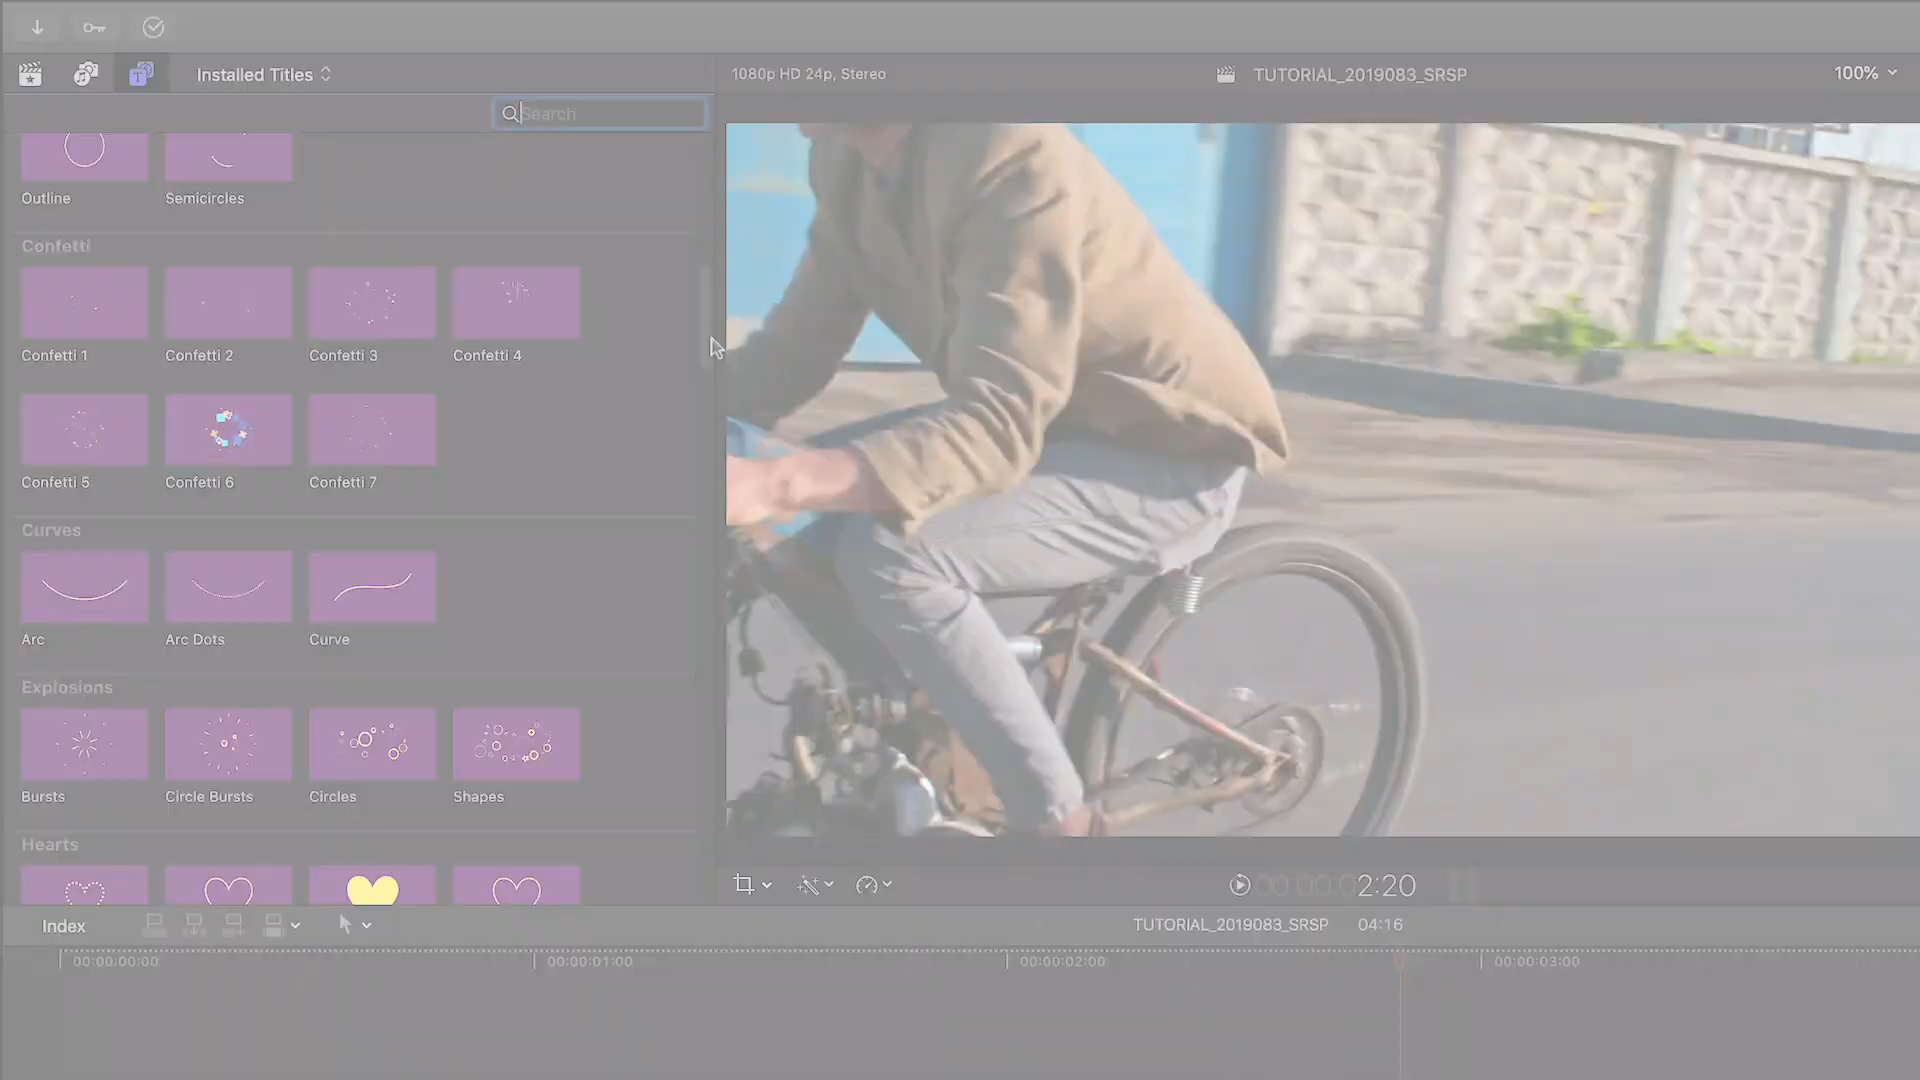 Installed Titles
1080p HD 24p, Stereo
TUTORIAL_2019083_SRSP
100%
Search
Outline
Semicircles
Confetti
Confetti 1
Confetti 2
Confetti 3
Confetti 4
Confetti 5
Confetti 6
Confetti 7
Curves
Arc
Arc Dots
Curve
Explosions
Bursts
Circle Bursts
Circles
Shapes
Hearts
00:00:02:20
Index
TUTORIAL_2019083_SRSP
04:16
00:00:00:00
00:00:01:00
00:00:02:00
00:00:03:00